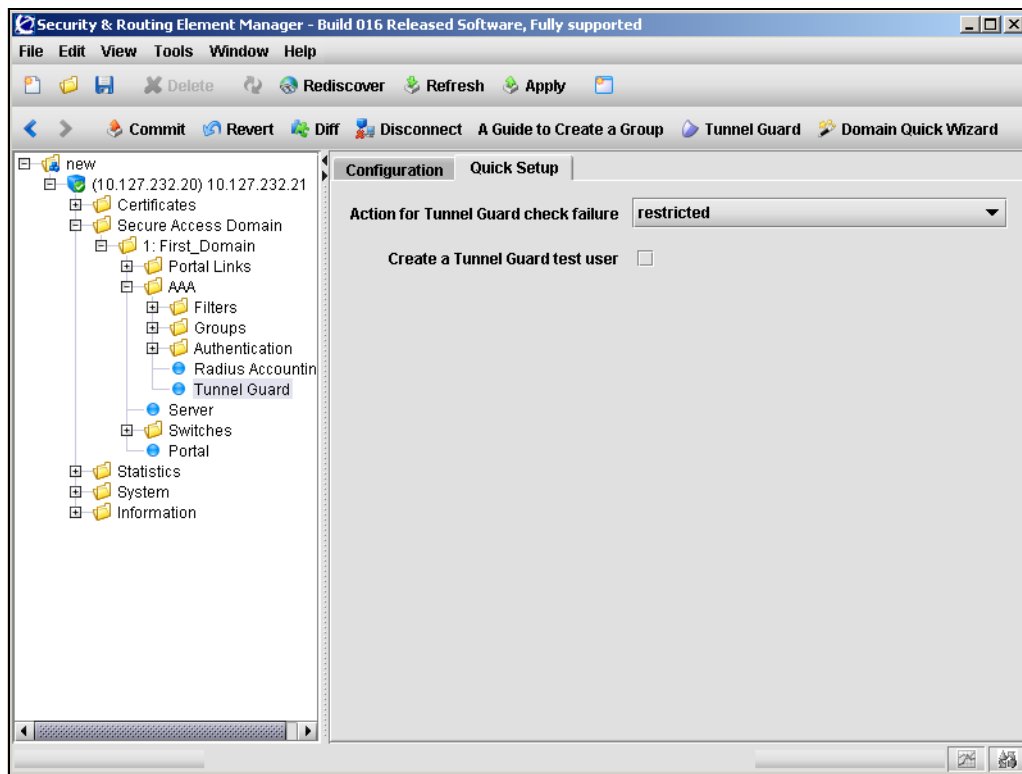 Security & Routing Element Manager - Build 016 Released Software, Fully supported
File Edit View Tools Window Help
Delete Rediscover Refresh Apply
Commit Revert Diff Disconnect A Guide to Create a Group Tunnel Guard Domain Quick Wizard
new
(10.127.232.20) 10.127.232.21
Certificates
Secure Access Domain
1: First_Domain
Portal Links
AAA
Filters
Groups
Authentication
Radius Accountin
Tunnel Guard
Server
Switches
Portal
Statistics
System
Information
Configuration Quick Setup
Action for Tunnel Guard check failure restricted
Create a Tunnel Guard test user